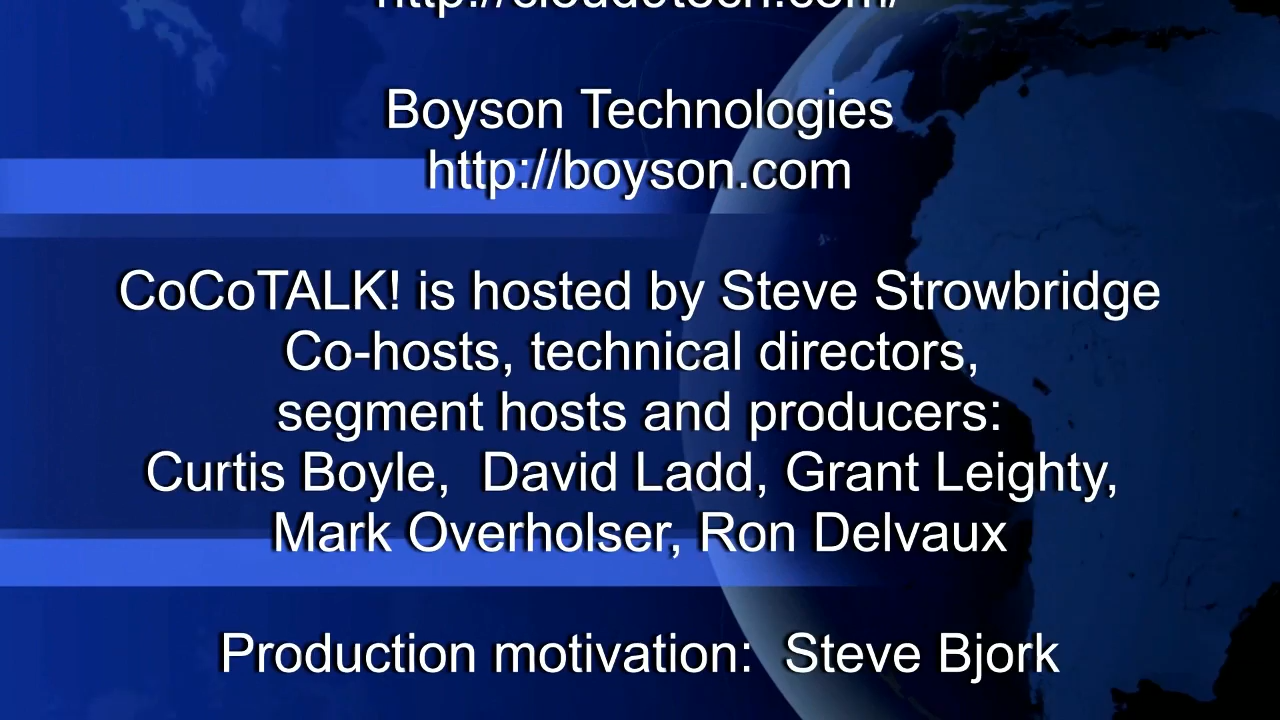 Boyson Technologies
http://boyson.com
CoCoTALK! is hosted by Steve Strowbridge
Co-hosts, technical directors,
segment hosts and producers:
Curtis Boyle,  David Ladd, Grant Leighty,
Mark Overholser, Ron Delvaux
Production motivation:  Steve Bjork